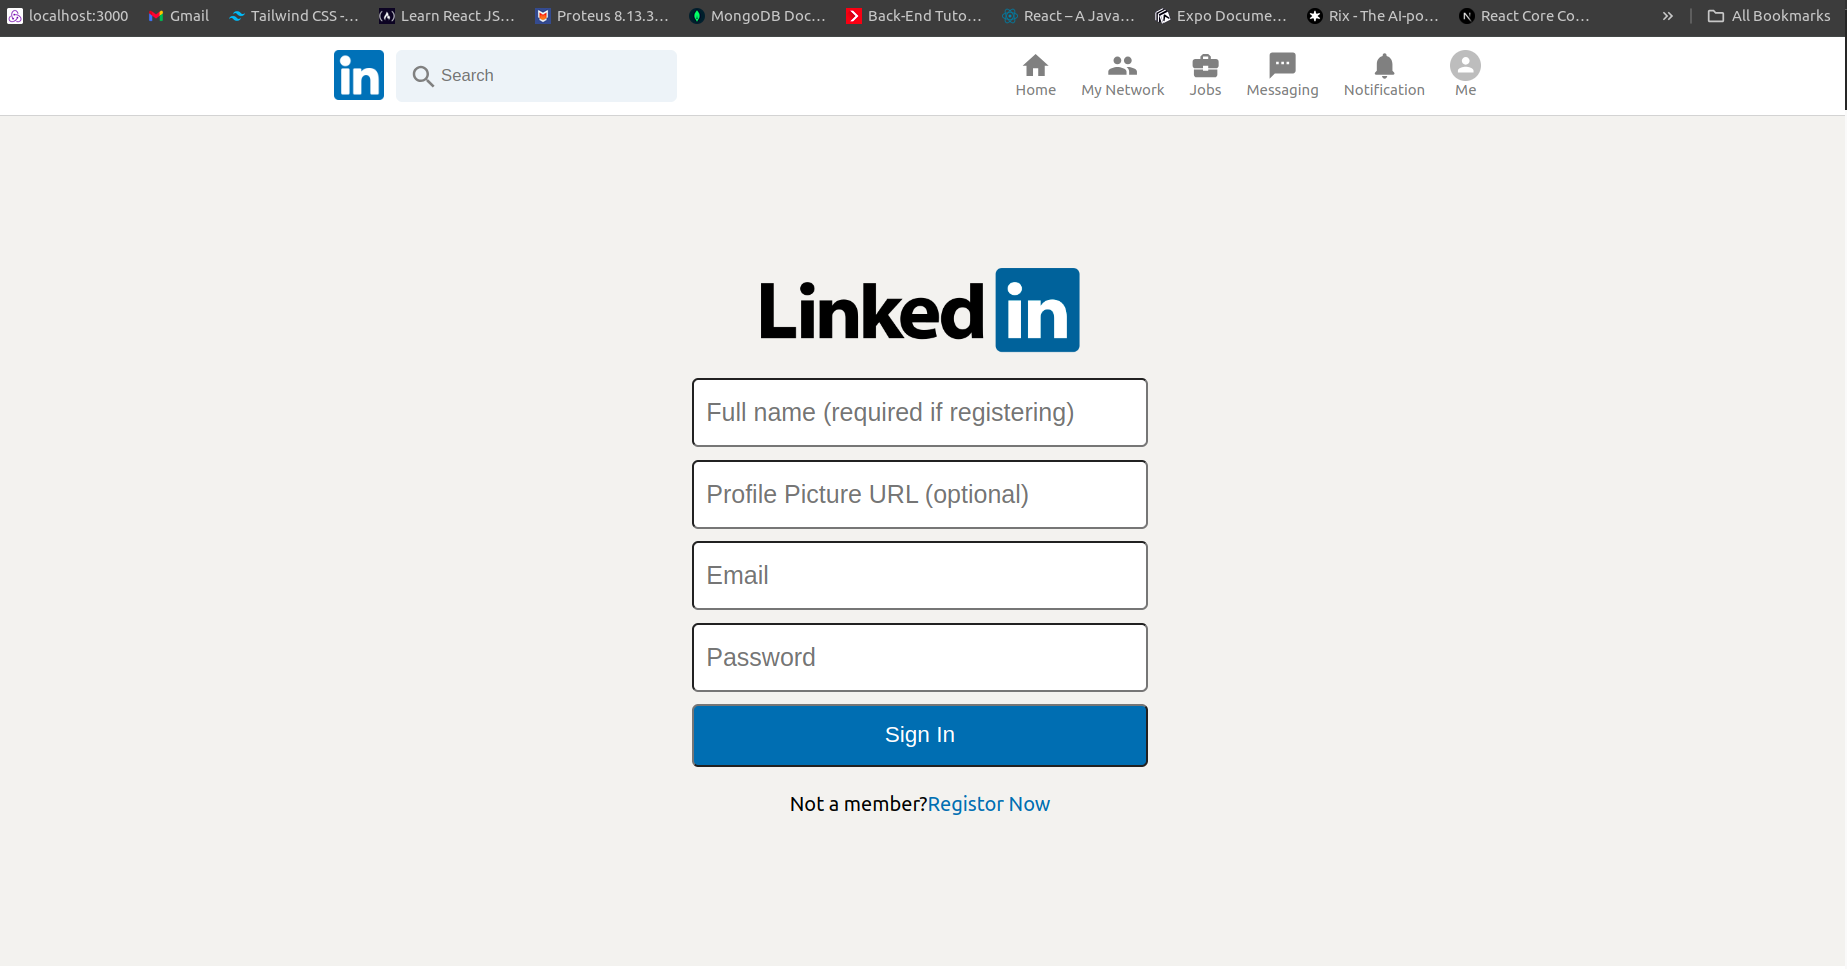 localhost:3000 Gmail Tailwind CSS -... Learn React JS... Proteus 8.13.3... MongoDB Doc... Back-End Tuto... React – A Java... Expo Docume... Rix - The AI-po... React Core Co... » All Bookmarks
in Search Home My Network Jobs Messaging Notification Me
Linked in
Full name (required if registering)
Profile Picture URL (optional)
Email
Password
Sign In
Not a member?Registor Now